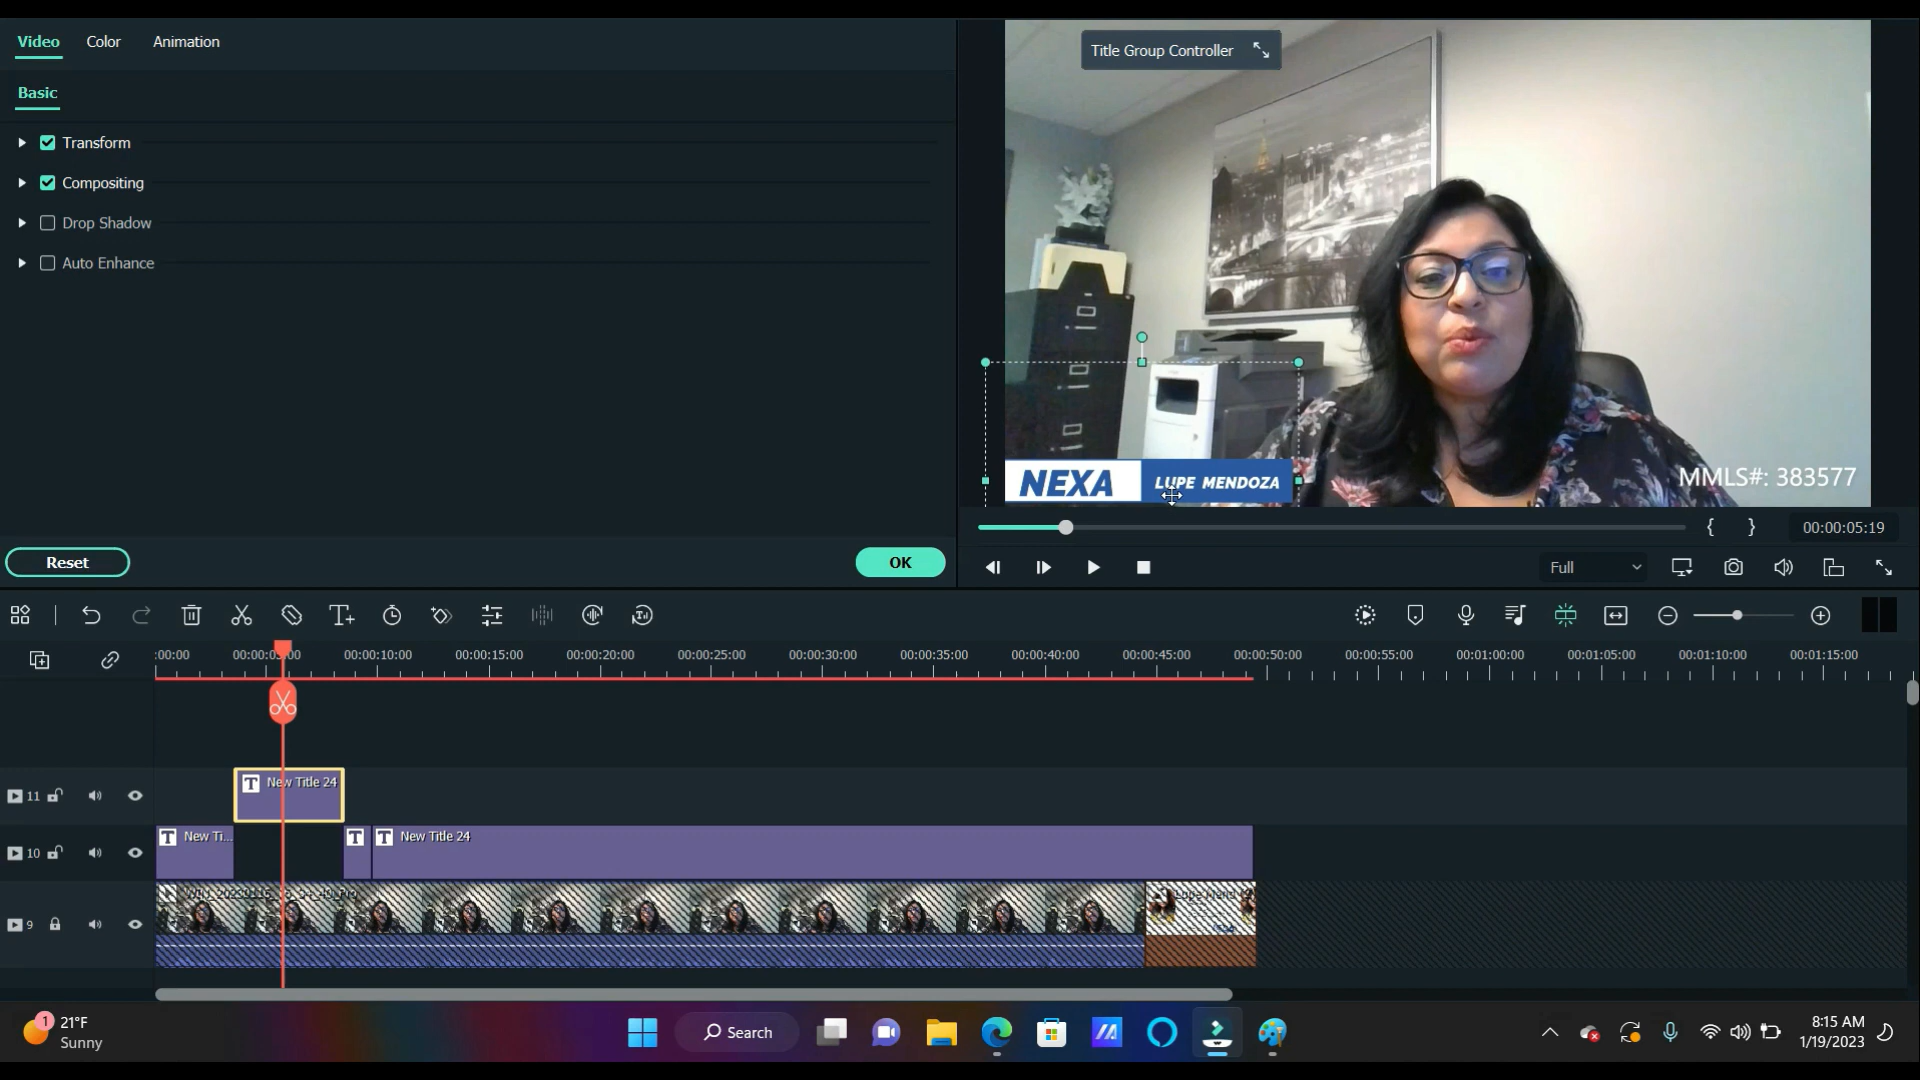 Video Color Animation
Title Group Controller
Basic
Transform
Compositing
Drop Shadow
Auto Enhance
NEXA LUPE MENDOZA
MMLS#: 383577
{ } 00:00:05:19
Reset OK
Full
:00:00 00:00:10:00 00:00:15:00 00:00:20:00 00:00:25:00 00:00:30:00 00:00:35:00 00:00:40:00 00:00:45:00 00:00:50:00 00:00:55:00 00:01:00:00 00:01:05:00 00:01:10:00 00:01:15:00
11 T New Title 24
10 T New Ti... T T New Title 24
9
1 21°F
Sunny
Search
8:15 AM
1/19/2023